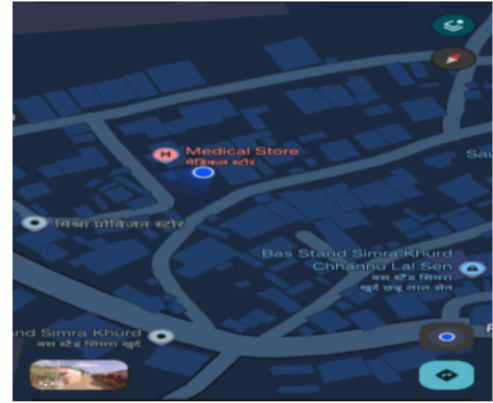 Medical Store
मेडिकल स्टोर
Sau
मिश्रा प्रोविजन स्टोर
Bas Stand Simra Khurd
Chhannu Lal Sen
बस स्टैंड सिमरा
खुर्द छन्नू लाल सेन
nd Simra Khurd
बस स्टैंड सिमरा खुर्द